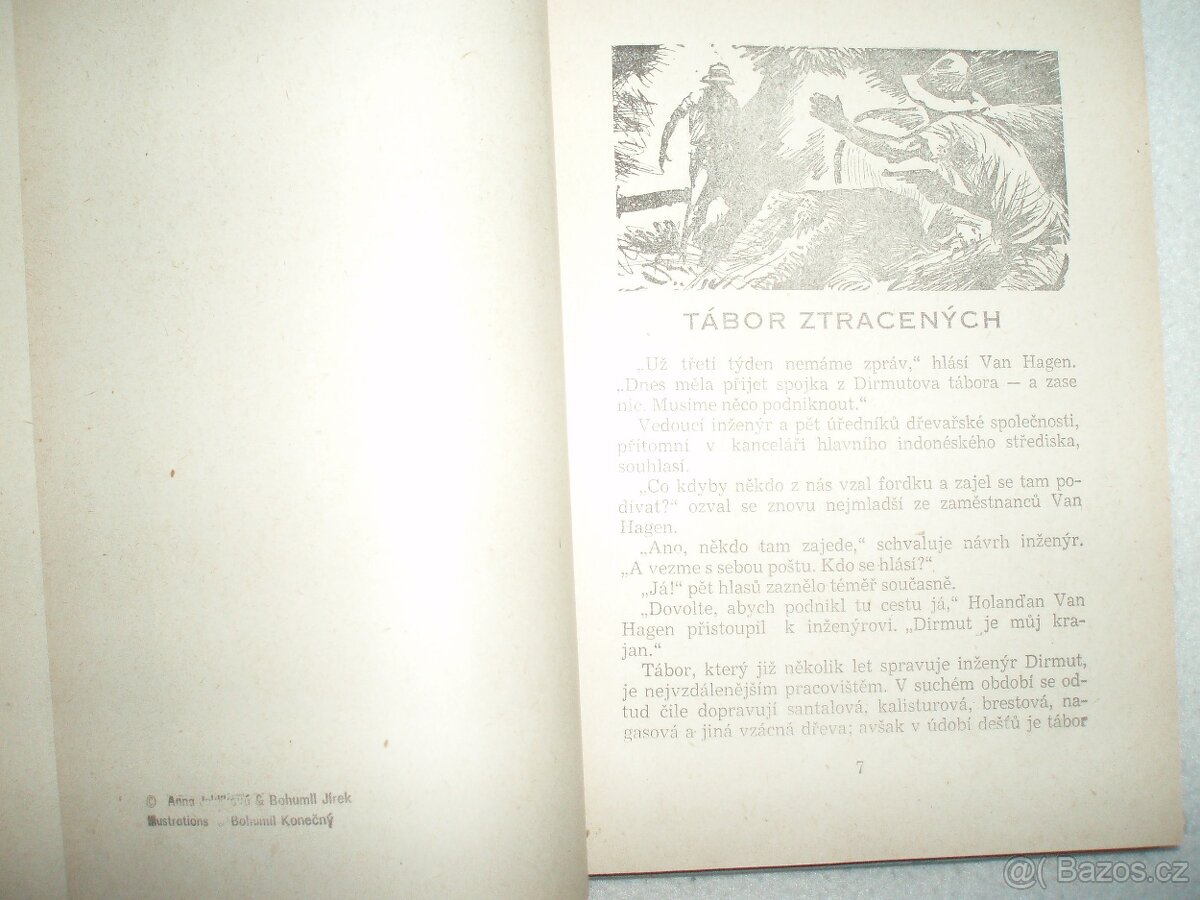 © Anna & Bohumil Jírek
Illustrations Bohumil Konečný
TÁBOR ZTRACENÝCH
„Už třetí týden nemáme zpráv,“ hlásí Van Hagen.
„Dnes měla přijet spojka z Dirmutova tábora — a zase
nic. Musíme něco podniknout.“
Vedoucí inženýr a pět úředníků dřevařské společnosti,
přítomní v kanceláři hlavního indonéského střediska,
souhlasí.
„Co kdyby někdo z nás vzal fordku a zajel se tam po-
dívat?“ ozval se znovu nejmladší ze zaměstnanců Van
Hagen.
„Ano, někdo tam zajede,“ schvaluje návrh inženýr.
„A vezme s sebou poštu. Kdo se hlásí?“
„Já!“ pět hlasů zaznělo téměř současně.
„Dovolte, abych podnikl tu cestu já,“ Holanďan Van
Hagen přistoupil k inženýrovi. „Dirmut je můj kra-
jan.“
Tábor, který již několik let spravuje inženýr Dirmut,
je nejvzdálenějším pracovištěm. V suchém období se od-
tud čile dopravují santalová, kalisturová, brestová, na-
gasová a jiná vzácná dřeva; avšak v údobí dešťů je tábor
7
@( Bazos.cz